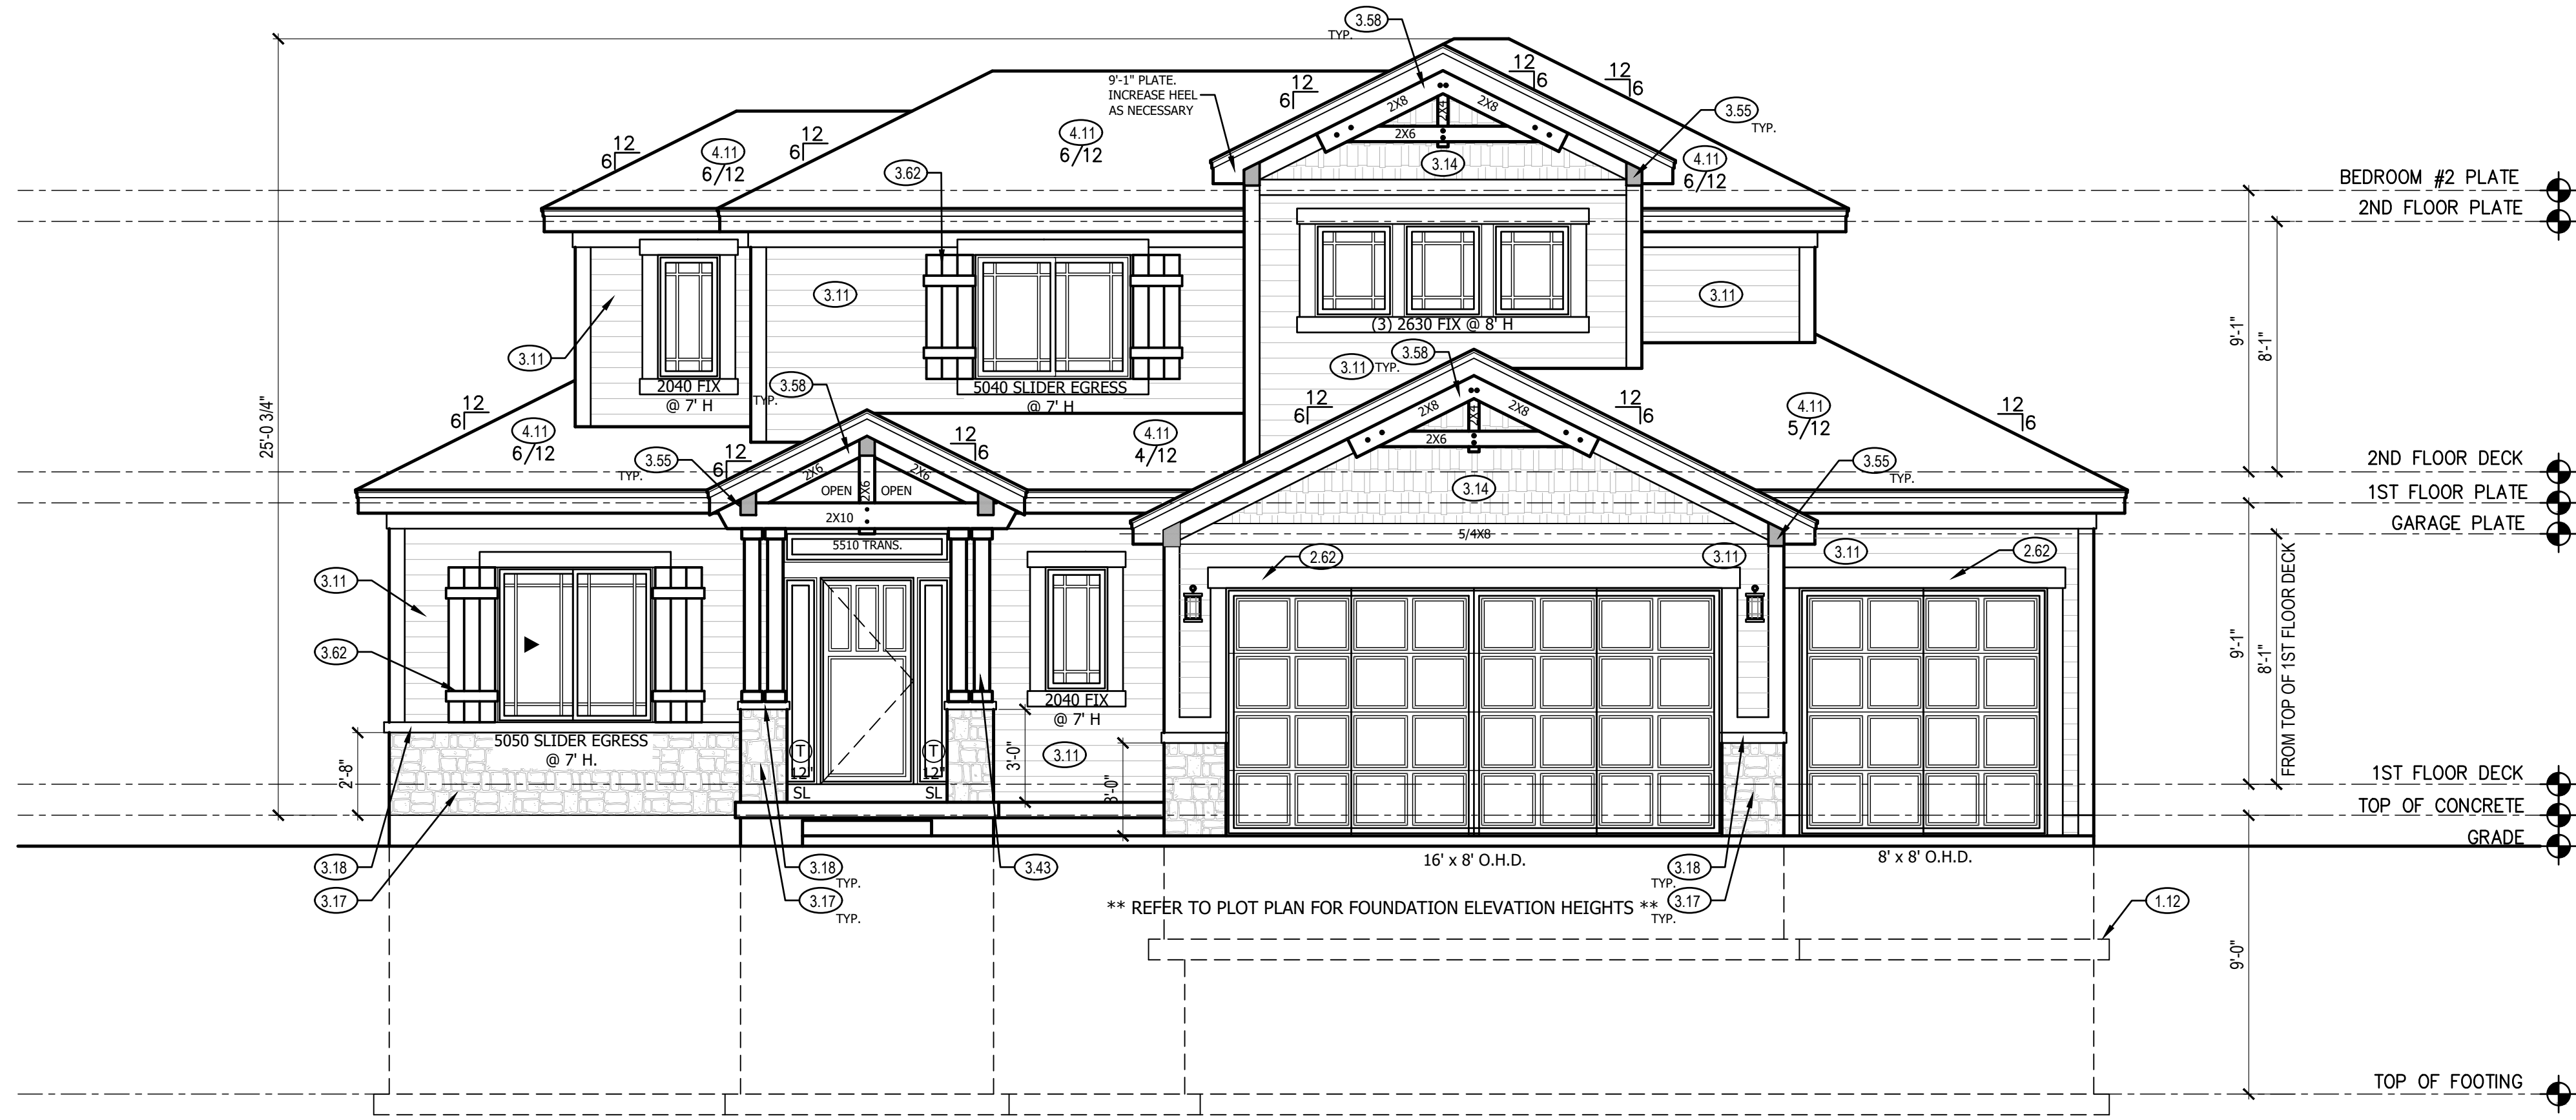 3.58
TYP.
12
6
12
6
12
6
9'-1" PLATE.
INCREASE HEEL
AS NECESSARY
2X8
2X4
2X8
2X6
3.55
TYP.
12
6
4.11
6/12
12
6
4.11
6/12
3.62
3.14
4.11
6/12
BEDROOM #2 PLATE
2ND FLOOR PLATE
3.11
3.11
3.11
(3) 2630 FIX @ 8' H
9'-1"
8'-1"
3.11
2040 FIX
@ 7' H
3.58
TYP.
5040 SLIDER EGRESS
@ 7' H
3.11
TYP.
3.58
25'-0 3/4"
12
6
4.11
6/12
12
6
12
6
4.11
4/12
12
6
2X8
2X4
2X8
2X6
12
6
4.11
5/12
12
6
3.55
TYP.
2X6
2X6
2X6
OPEN
OPEN
2X10
3.14
3.55
TYP.
2ND FLOOR DECK
1ST FLOOR PLATE
GARAGE PLATE
5510 TRANS.
5/4X8
3.11
2.62
3.11
3.11
2.62
3.62
9'-1"
8'-1"
FROM TOP OF 1ST FLOOR DECK
2040 FIX
@ 7' H
5050 SLIDER EGRESS
@ 7' H.
2'-8"
T
12"
SL
T
12"
SL
3'-0"
3.11
3'-0"
1ST FLOOR DECK
TOP OF CONCRETE
GRADE
3.18
3.17
3.18
TYP.
3.17
TYP.
3.43
16' x 8' O.H.D.
3.18
TYP.
8' x 8' O.H.D.
** REFER TO PLOT PLAN FOR FOUNDATION ELEVATION HEIGHTS **
3.17
TYP.
1.12
9'-0"
TOP OF FOOTING